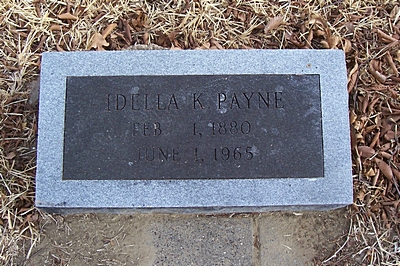 IDELLA K. PAYNE
FEB 1, 1880
JUNE 1, 1965